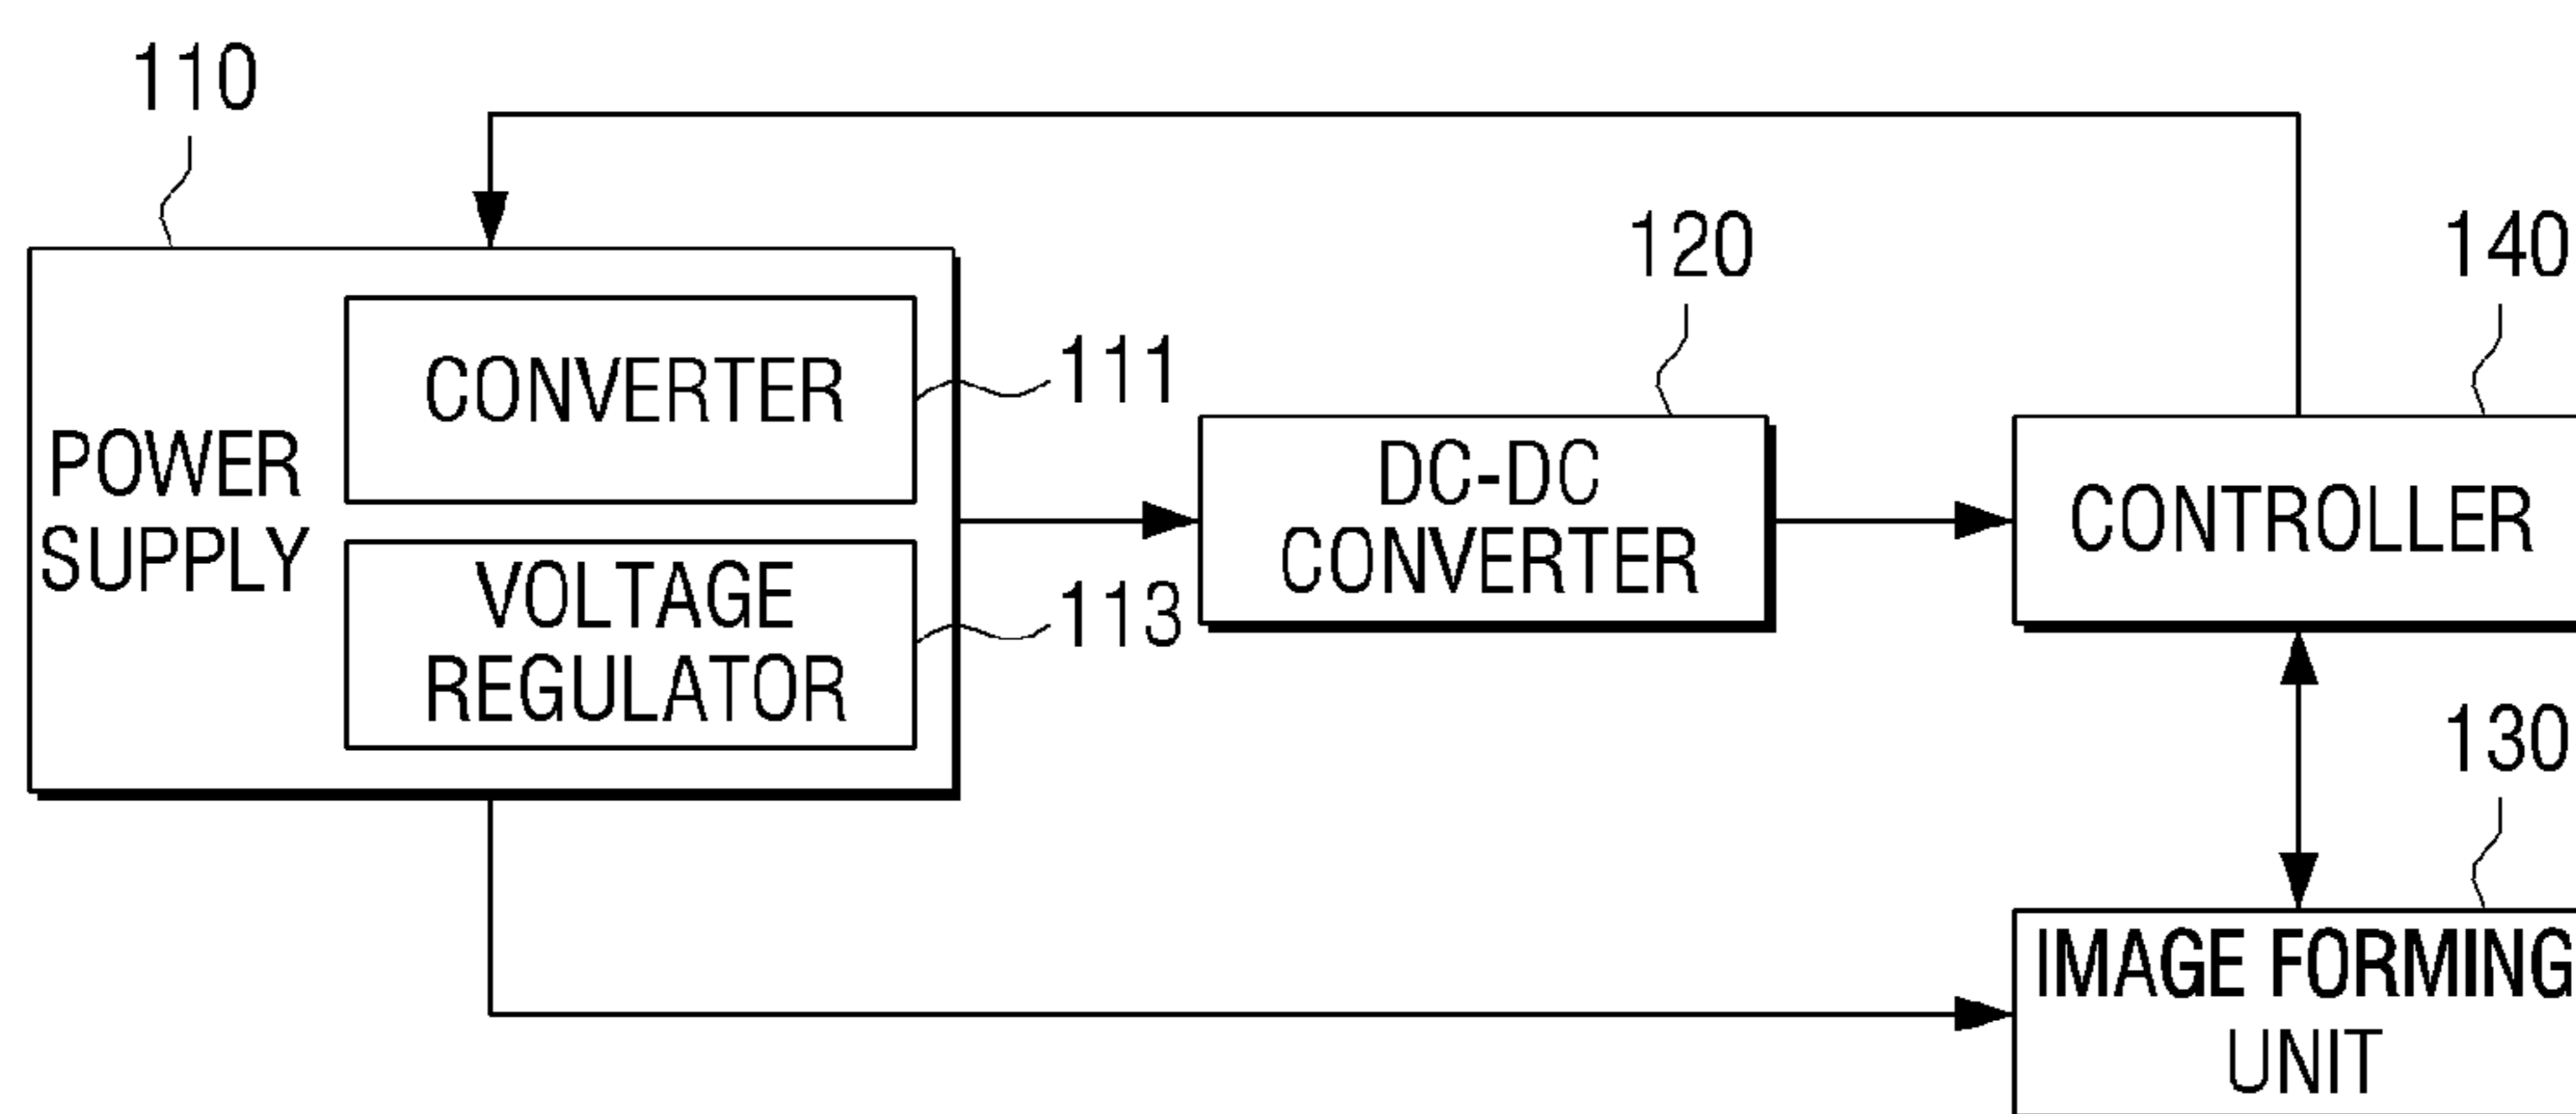 110
120
140
CONVERTER
111
POWER
SUPPLY
DC-DC
CONVERTER
CONTROLLER
VOLTAGE
REGULATOR
113
130
IMAGE FORMING
UNIT